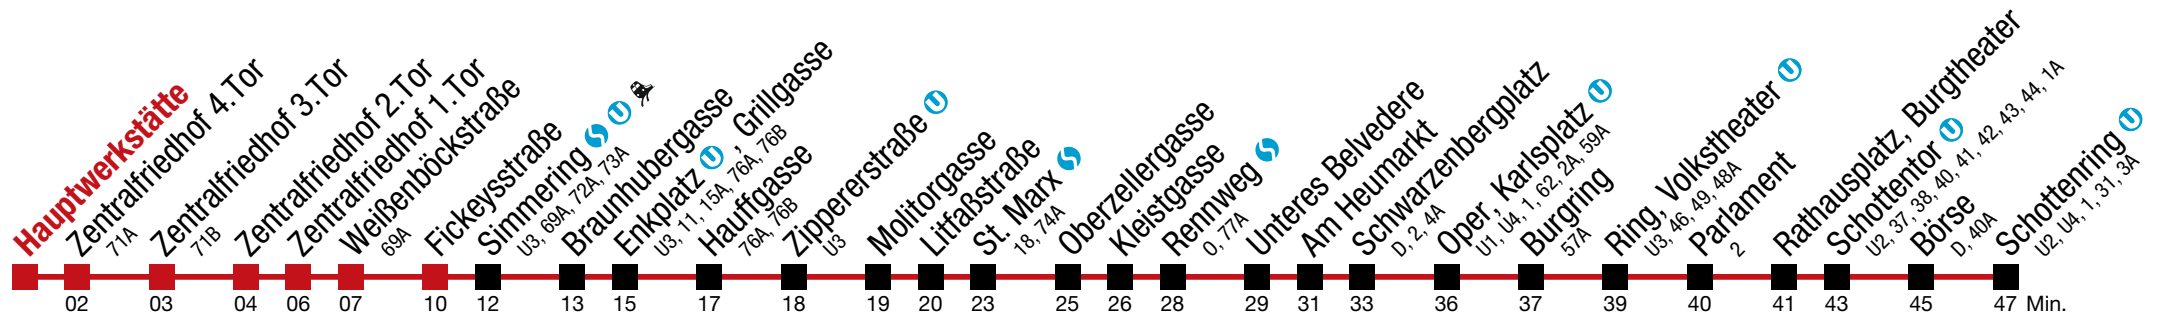 Hauptwerkstätte
Zentralfriedhof 4.Tor
71A
Zentralfriedhof 3.Tor
71B
Zentralfriedhof 2.Tor
Zentralfriedhof 1.Tor
Weißenböckstraße
69A
Fickeysstraße
Simmering S U
U3, 69A, 72A, 73A
Braunhubergasse
Enkplatz U , Grillgasse
U3, 11, 15A, 76A, 76B
Hauffgasse
76A, 76B
Zippererstraße U
U3
Molitorgasse
Litfaßstraße
St. Marx S
18, 74A
Oberzellergasse
Kleistgasse
Rennweg S
O, 77A
Unteres Belvedere
Am Heumarkt
Schwarzenbergplatz
D, 2, 4A
Oper, Karlsplatz U
U1, U4, 1, 62, 2A, 59A
Burgring
57A
Ring, Volkstheater U
U3, 46, 49, 48A
Parlament
2
Rathausplatz, Burgtheater
Schottentor U
U2, 37, 38, 40, 41, 42, 43, 44, 1A
Börse
D, 40A
Schottenring U
U2, U4, 1, 31, 3A
02 03 04 06 07 10 12 13 15 17 18 19 20 23 25 26 28 29 31 33 36 37 39 40 41 43 45 47 Min.